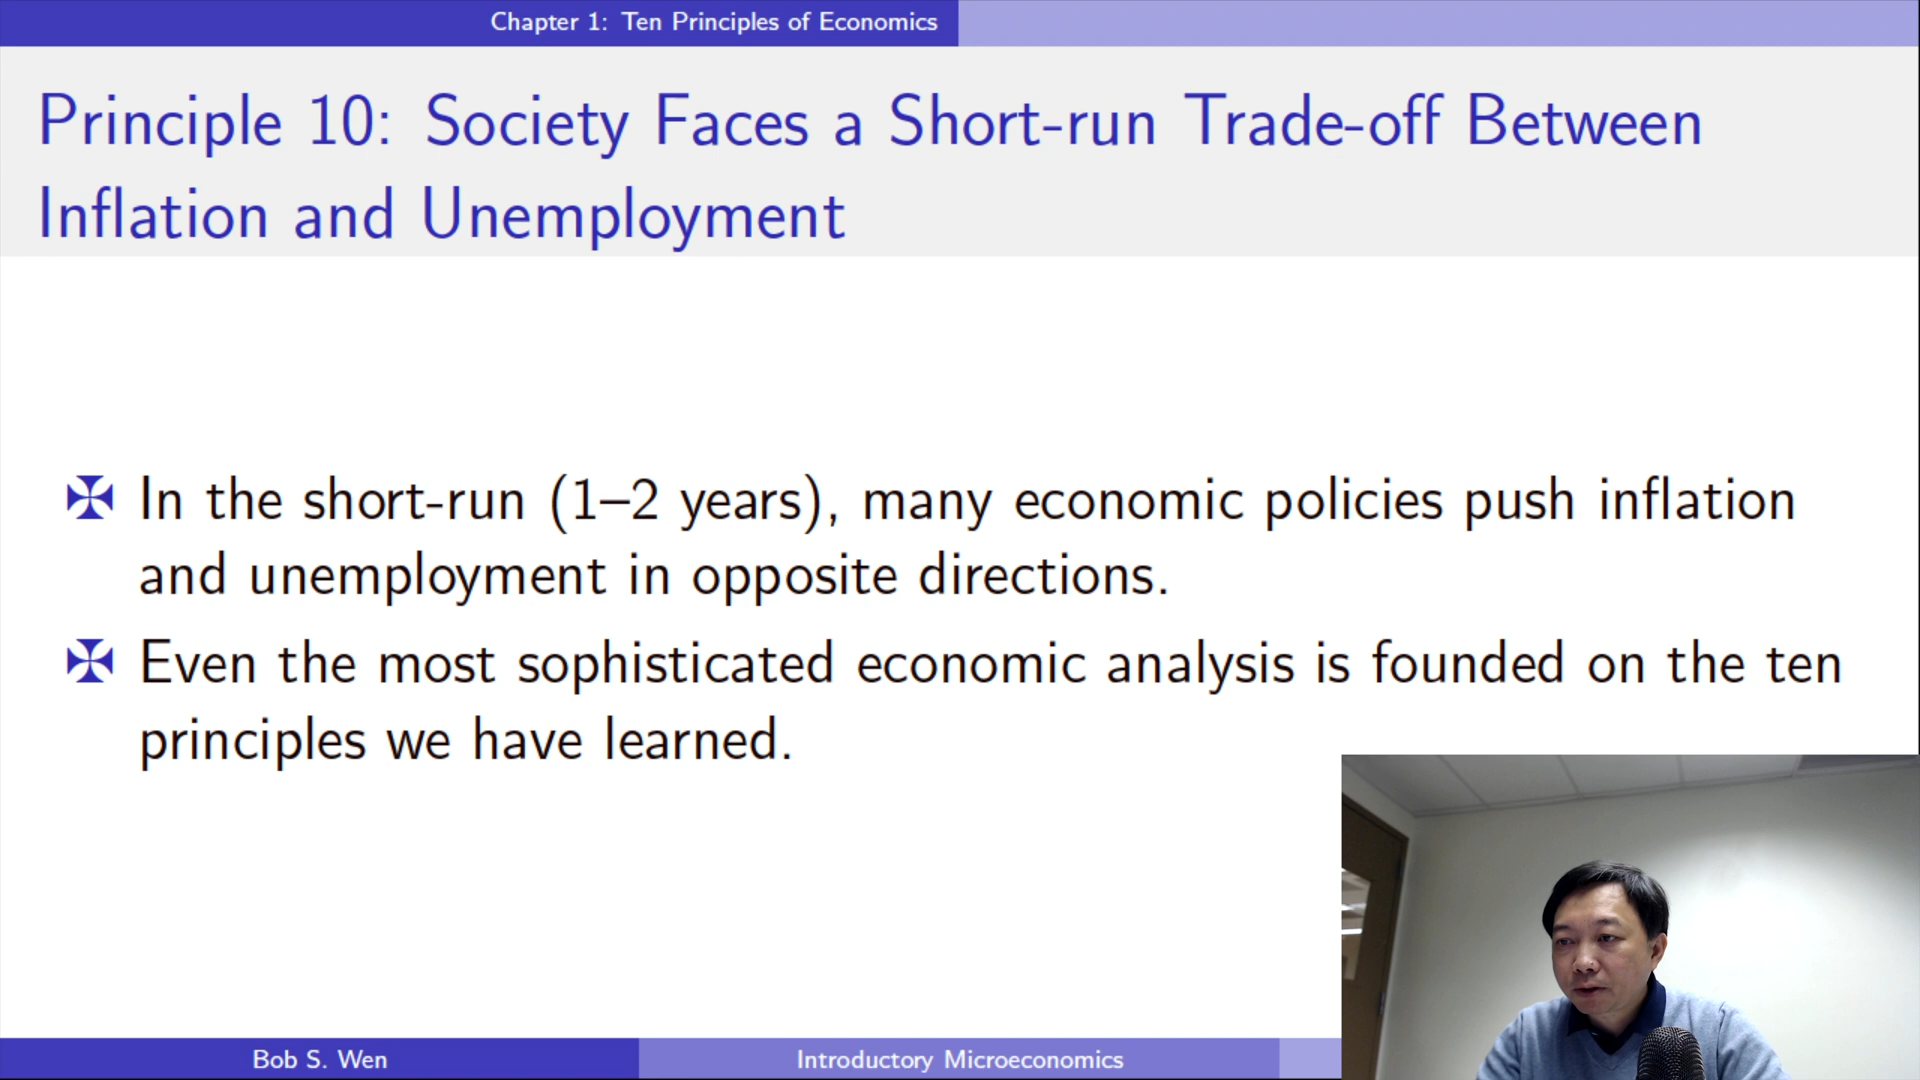 Chapter 1: Ten Principles of Economics
Principle 10: Society Faces a Short-run Trade-off Between
Inflation and Unemployment
✠ In the short-run (1–2 years), many economic policies push inflation
and unemployment in opposite directions.
✠ Even the most sophisticated economic analysis is founded on the ten
principles we have learned.
Bob S. Wen
Introductory Microeconomics